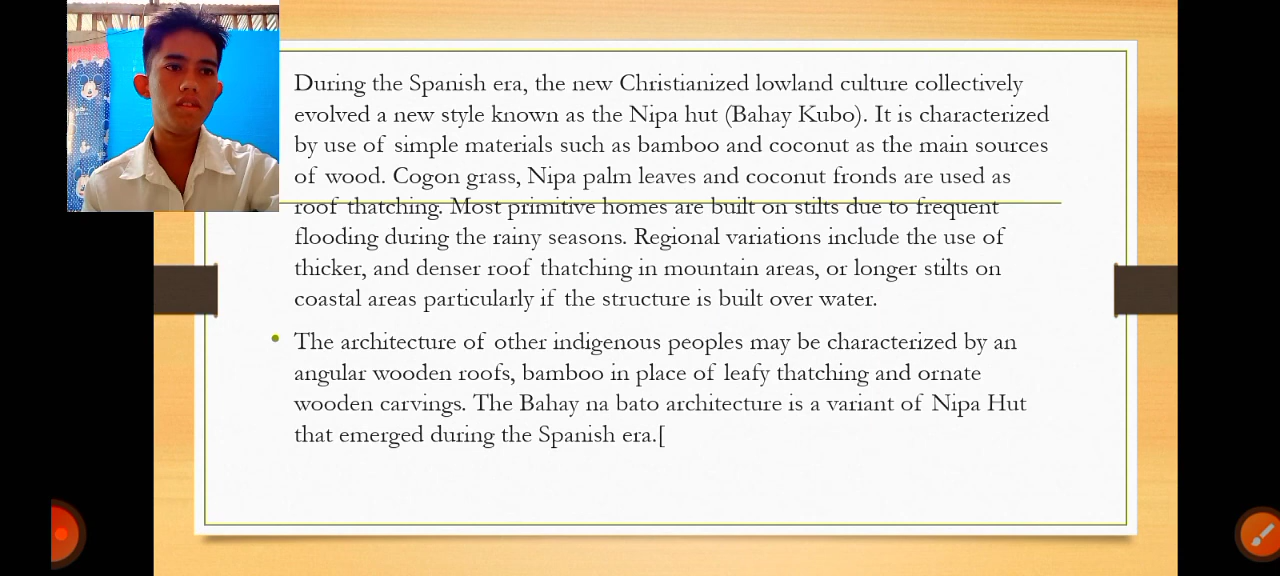 During the Spanish era, the new Christianized lowland culture collectively
evolved a new style known as the Nipa hut (Bahay Kubo). It is characterized
by use of simple materials such as bamboo and coconut as the main sources
of wood. Cogon grass, Nipa palm leaves and coconut fronds are used as
roof thatching. Most primitive homes are built on stilts due to frequent
flooding during the rainy seasons. Regional variations include the use of
thicker, and denser roof thatching in mountain areas, or longer stilts on
coastal areas particularly if the structure is built over water.
• The architecture of other indigenous peoples may be characterized by an
angular wooden roofs, bamboo in place of leafy thatching and ornate
wooden carvings. The Bahay na bato architecture is a variant of Nipa Hut
that emerged during the Spanish era.[